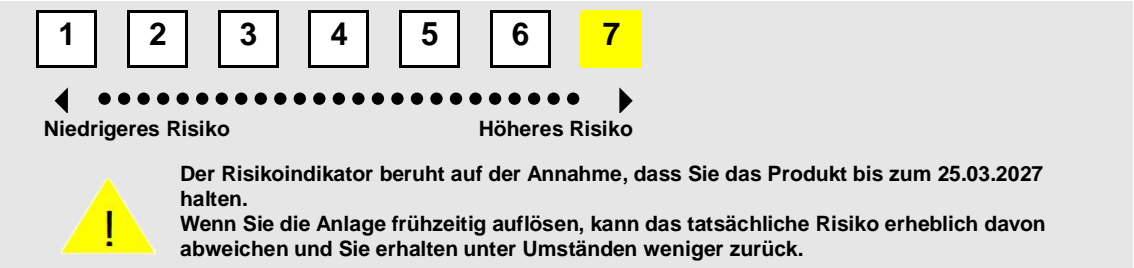 1 2 3 4 5 6 7
Niedrigeres Risiko Höheres Risiko
Der Risikoindikator beruht auf der Annahme, dass Sie das Produkt bis zum 25.03.2027
halten.
Wenn Sie die Anlage frühzeitig auflösen, kann das tatsächliche Risiko erheblich davon
abweichen und Sie erhalten unter Umständen weniger zurück.
!